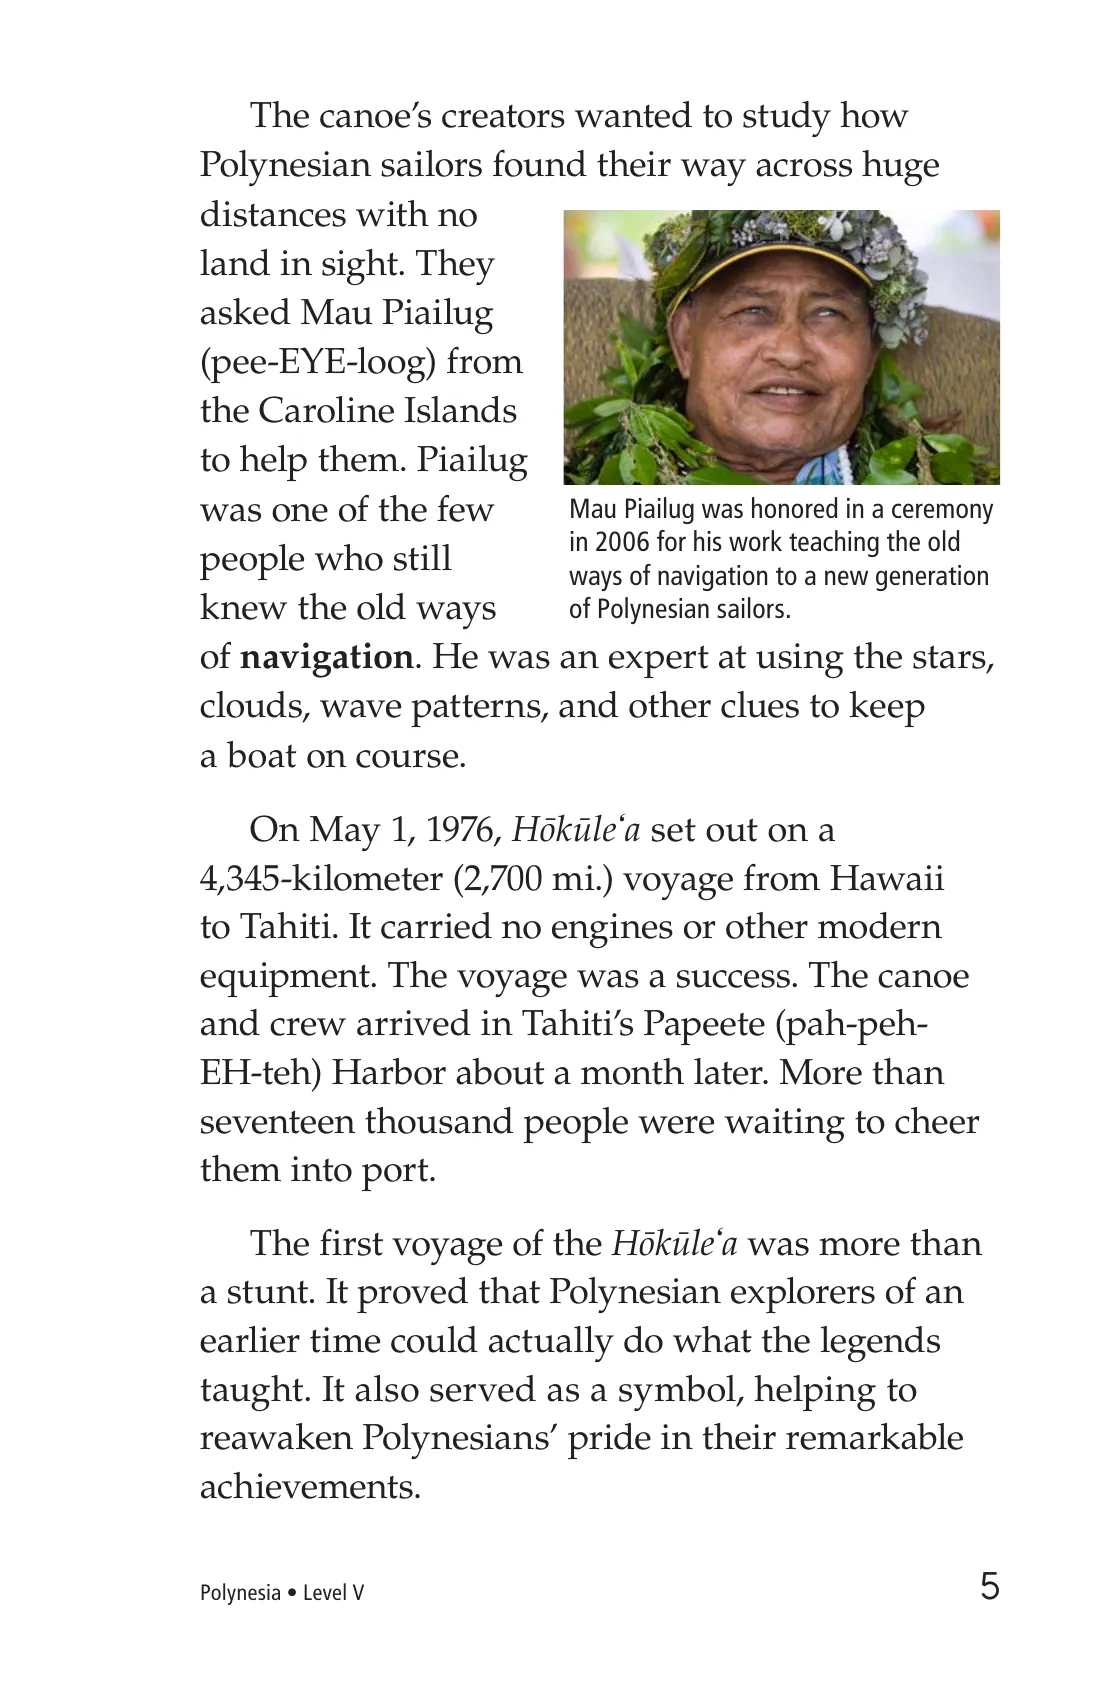 The canoe’s creators wanted to study how
Polynesian sailors found their way across huge
distances with no
land in sight. They
asked Mau Piailug
(pee-EYE-loog) from
the Caroline Islands
to help them. Piailug
was one of the few
people who still
knew the old ways
of navigation. He was an expert at using the stars,
clouds, wave patterns, and other clues to keep
a boat on course.
Mau Piailug was honored in a ceremony
in 2006 for his work teaching the old
ways of navigation to a new generation
of Polynesian sailors.
On May 1, 1976, Hōkūle‘a set out on a
4,345-kilometer (2,700 mi.) voyage from Hawaii
to Tahiti. It carried no engines or other modern
equipment. The voyage was a success. The canoe
and crew arrived in Tahiti’s Papeete (pah-peh-
EH-teh) Harbor about a month later. More than
seventeen thousand people were waiting to cheer
them into port.
The first voyage of the Hōkūle‘a was more than
a stunt. It proved that Polynesian explorers of an
earlier time could actually do what the legends
taught. It also served as a symbol, helping to
reawaken Polynesians’ pride in their remarkable
achievements.
Polynesia • Level V
5